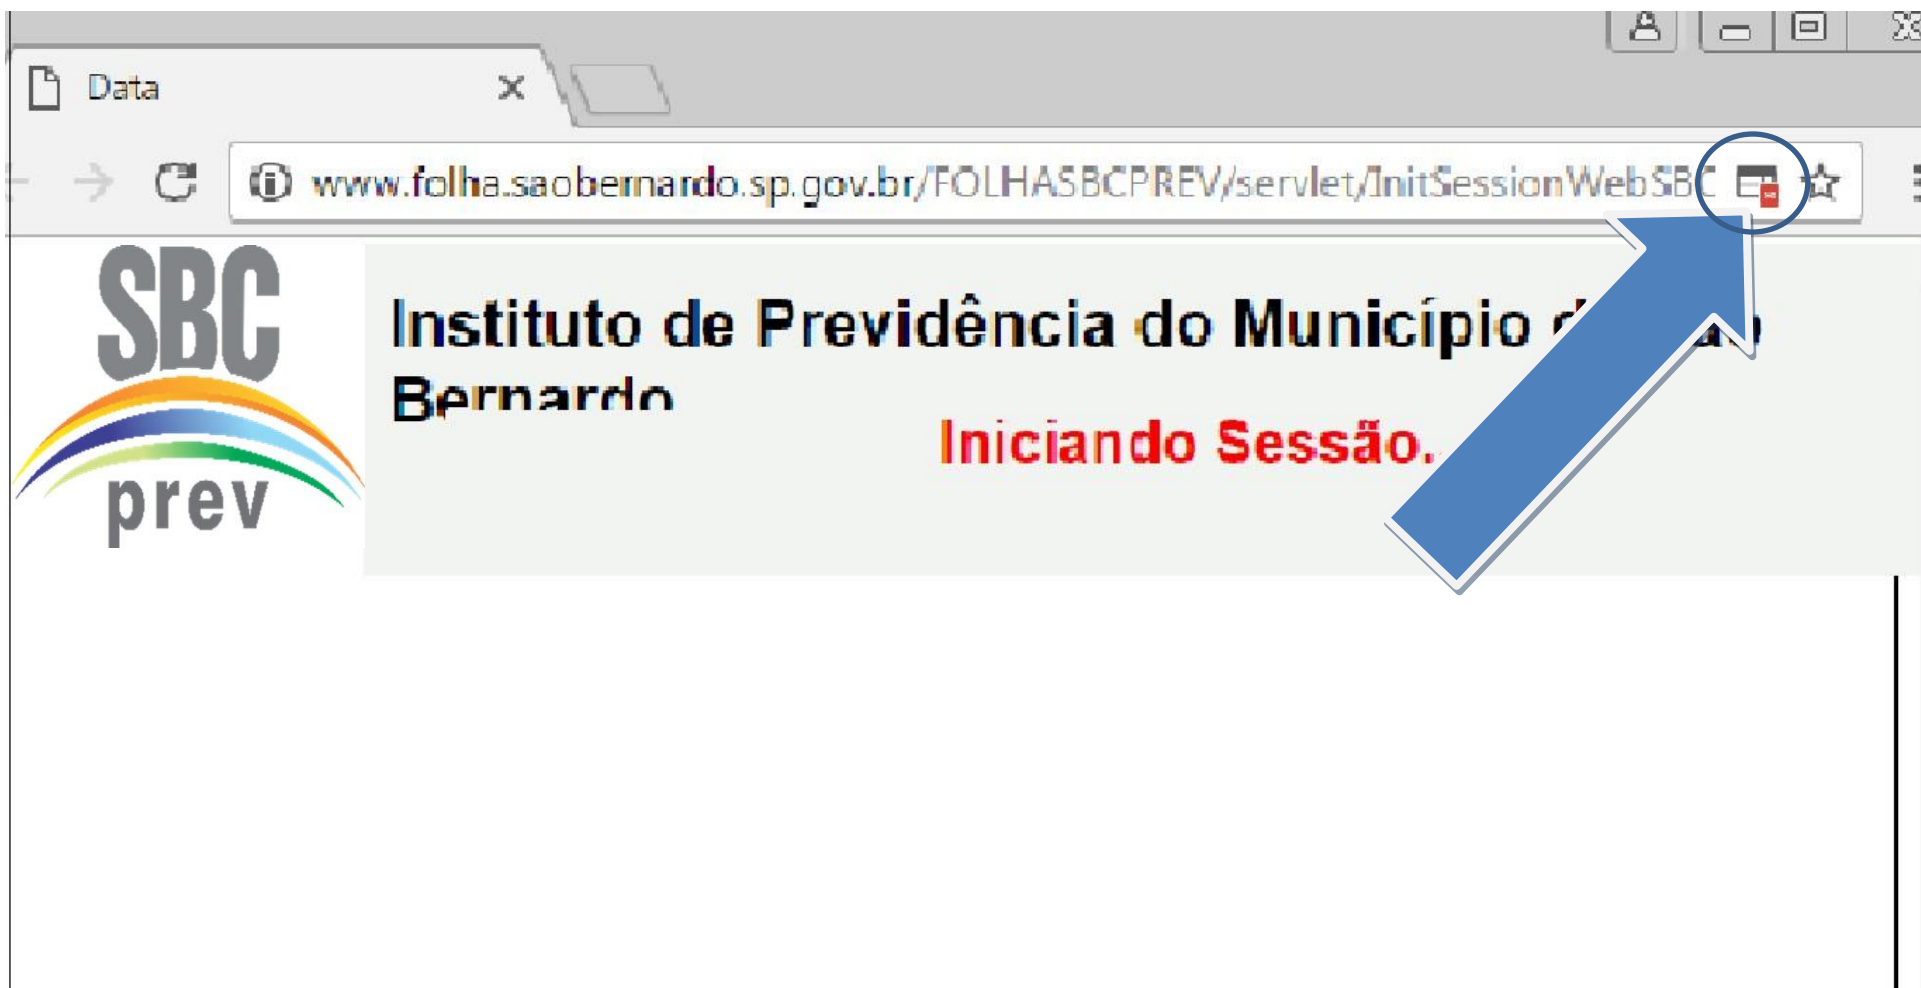 Data
www.folha.saobernardo.sp.gov.br/FOLHASBCPREV/servlet/InitSessionWebSBC
SBC
prev
Instituto de Previdência do Município
Bernardo
Iniciando Sessão.